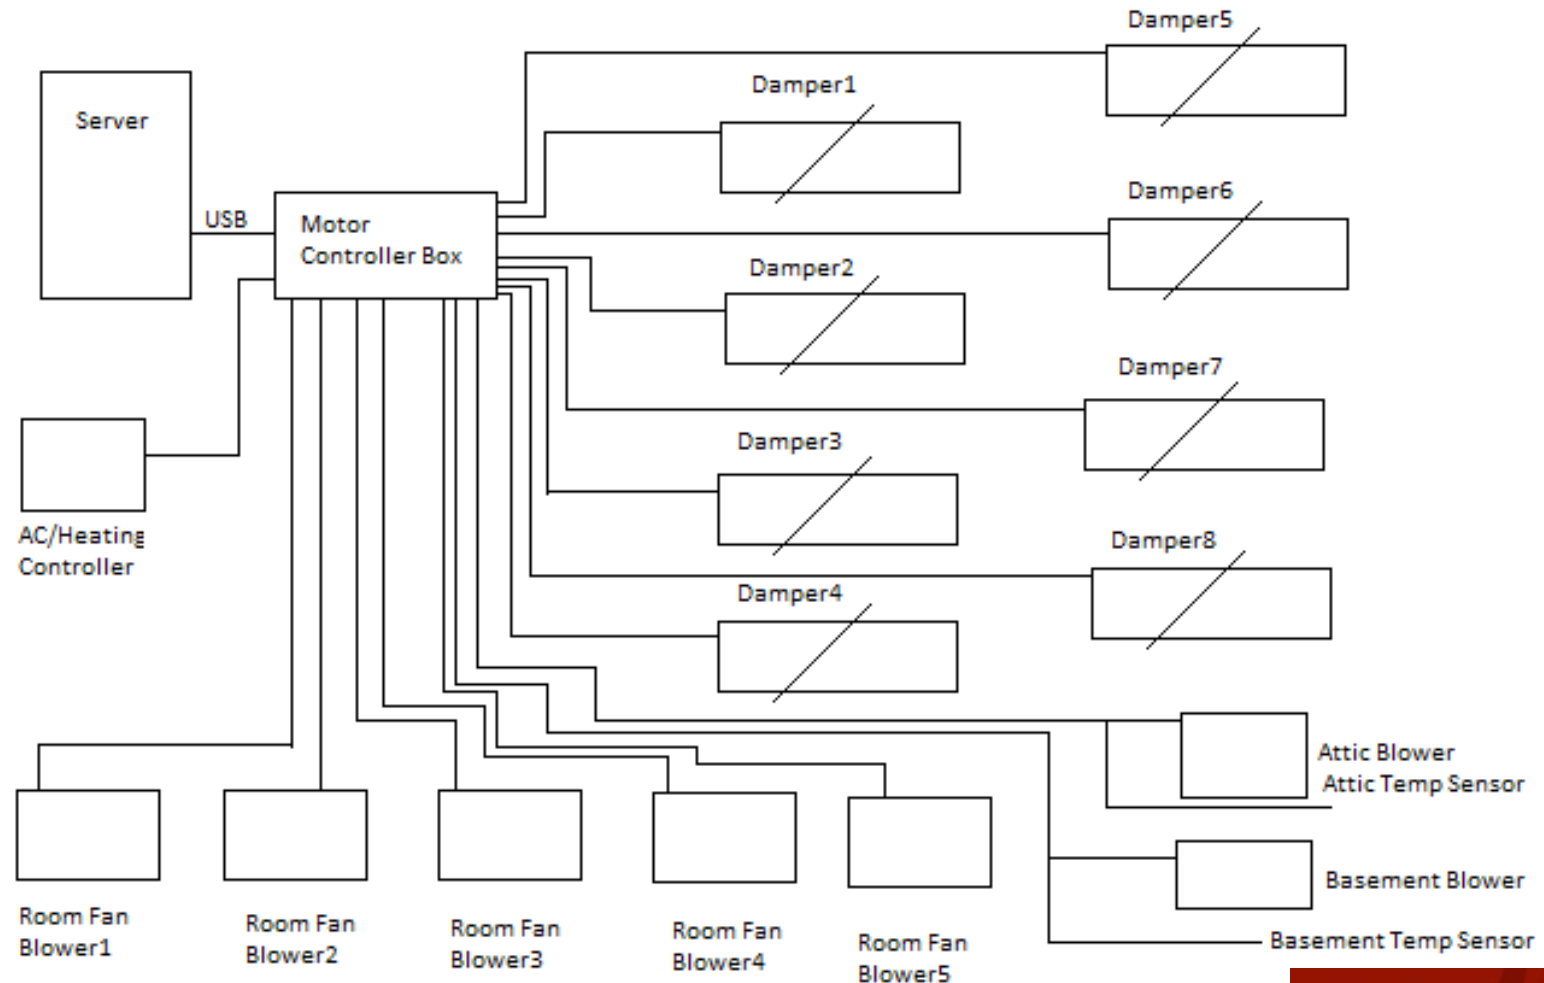 Damper5
Damper1
Server
Damper6
USB
Motor
Controller Box
Damper2
Damper7
Damper3
AC/Heating
Controller
Damper8
Damper4
Attic Blower
Attic Temp Sensor
Basement Blower
Room Fan
Blower1
Room Fan
Blower2
Room Fan
Blower3
Room Fan
Blower4
Room Fan
Blower5
Basement Temp Sensor